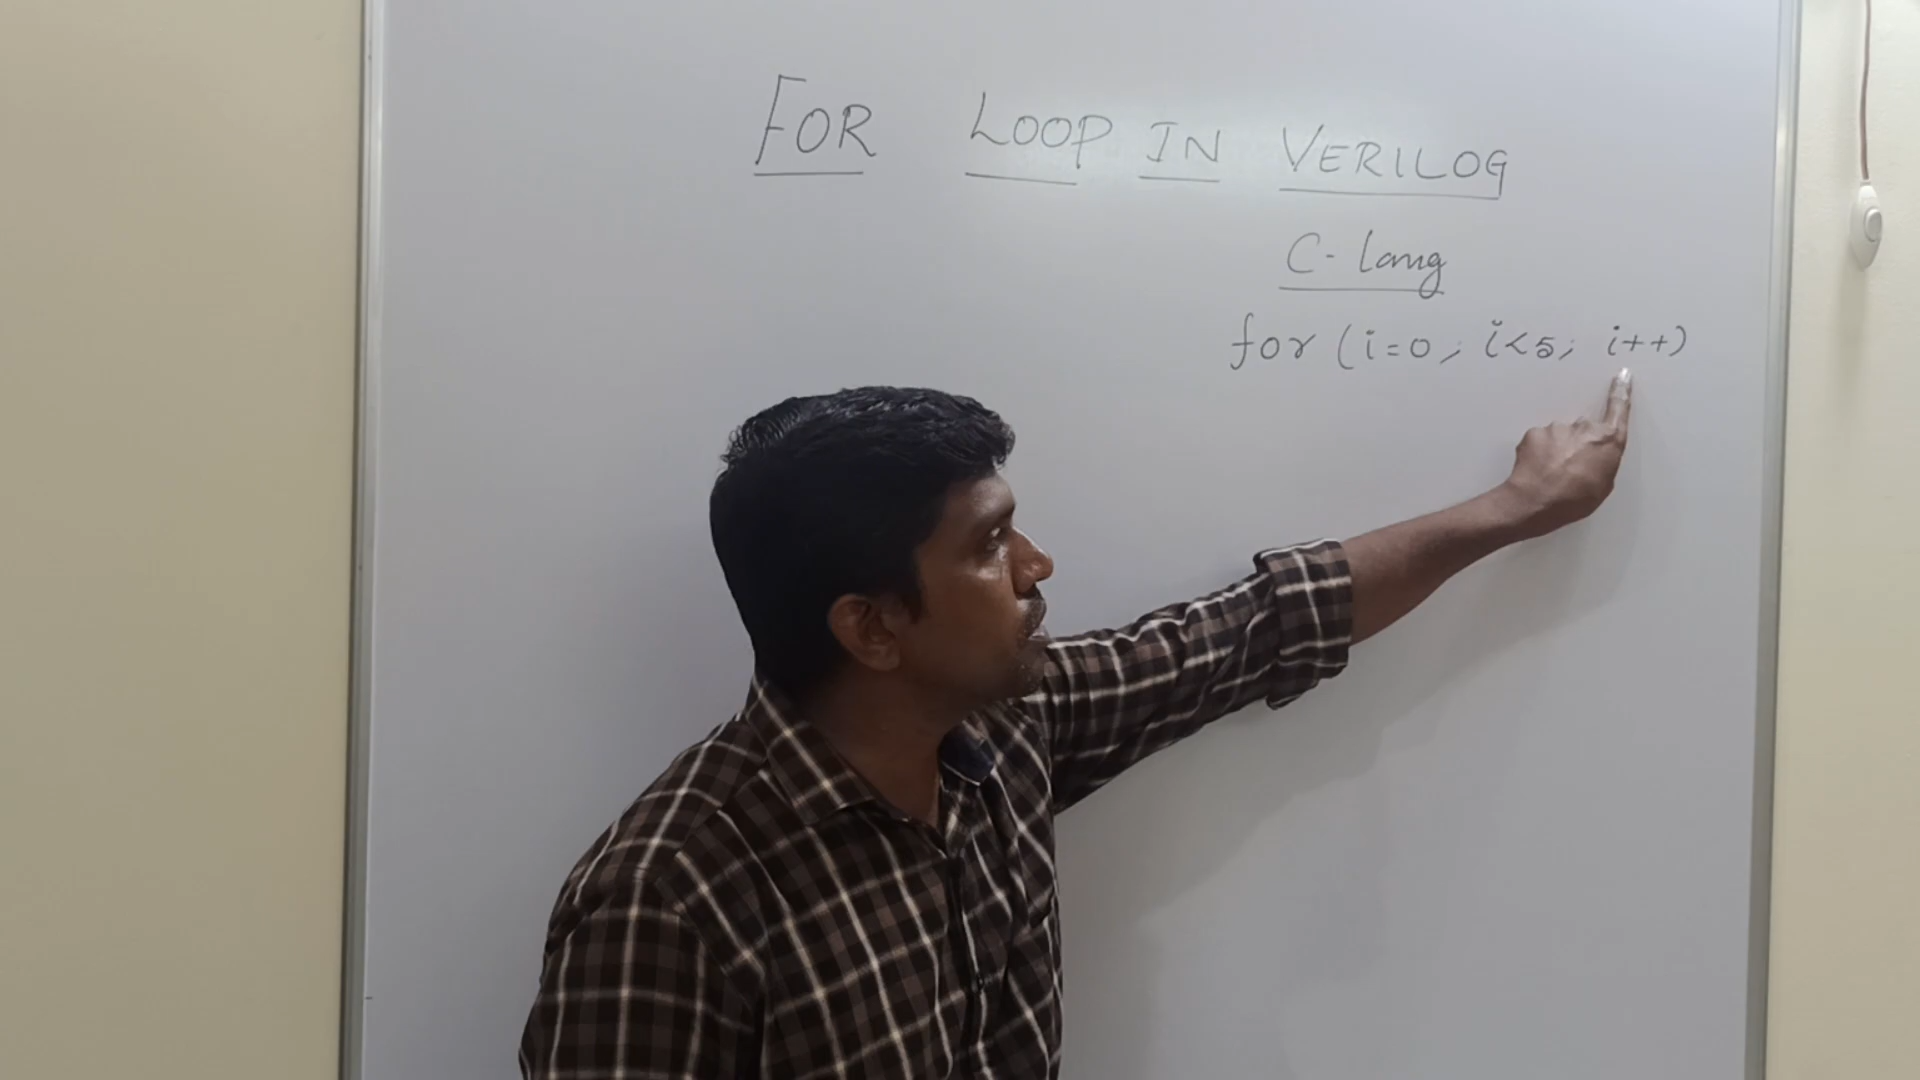 FOR LOOP IN VERILOG
C- lang
for (i=0; i<5; i++)